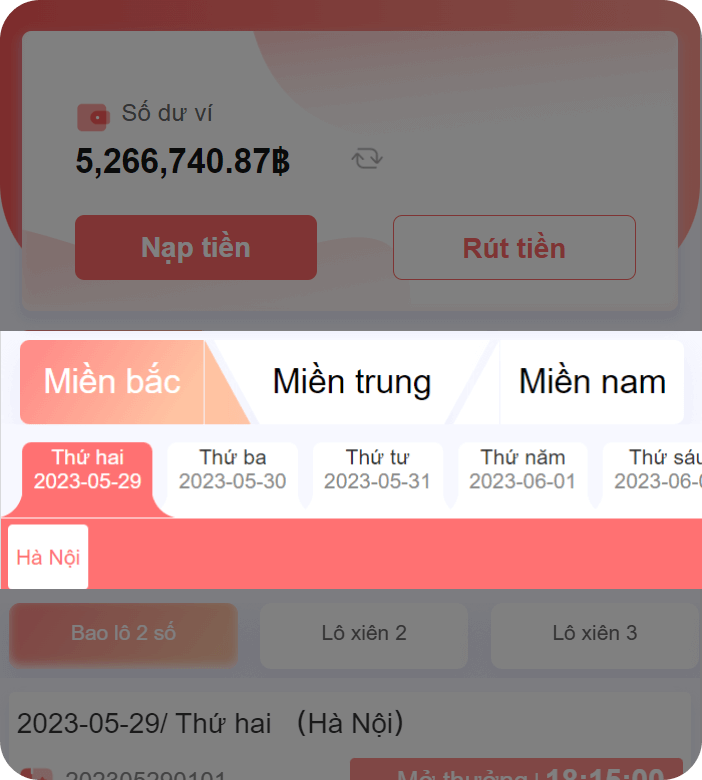 Số dư ví
5,266,740.87฿
Nạp tiền Rút tiền
Miền bắc Miền trung Miền nam
Thứ hai Thứ ba Thứ tư Thứ năm Thứ sáu
2023-05-29 2023-05-30 2023-05-31 2023-06-01 2023-06-0
Hà Nội
Bao lô 2 số Lô xiên 2 Lô xiên 3
2023-05-29/ Thứ hai （Hà Nội）
202305290101 Mở thưởng | 18:15:00